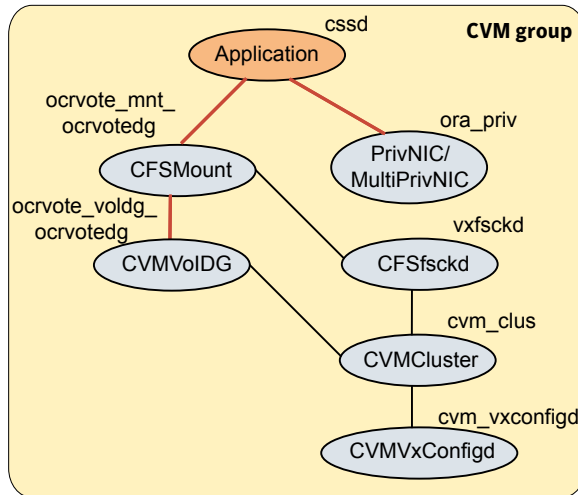 cssd
CVM group
Application
ocrvote_mnt_
ocrvotedg
ora_priv
CFSMount
PrivNIC/
MultiPrivNIC
ocrvote_voldg_
ocrvotedg
vxfsckd
CVMVolDG
CFSfsckd
cvm_clus
CVMCluster
cvm_vxconfigd
CVMVxConfigd